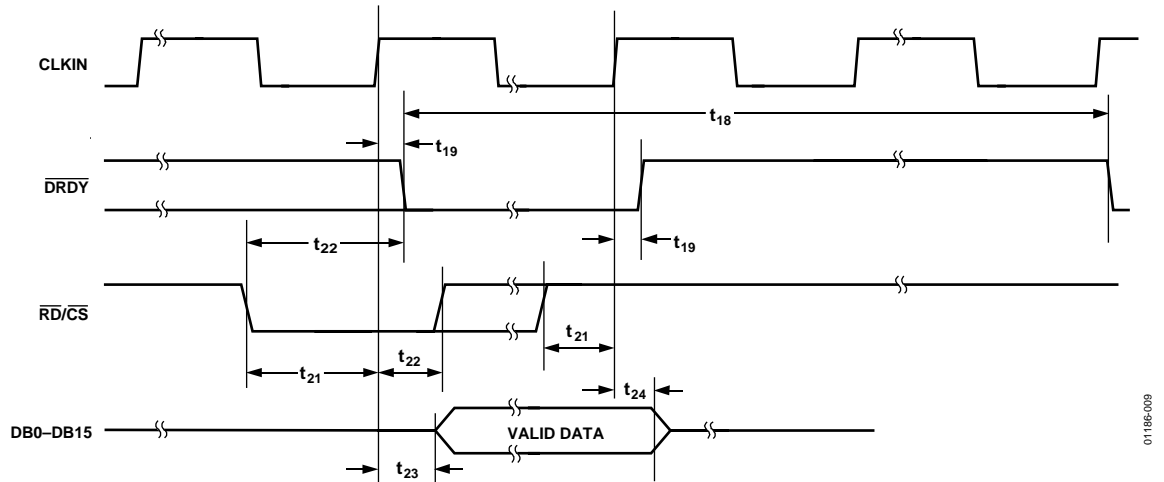 CLKIN
t18
t19
DRDY
t22
t19
RD/CS
t21
t21
t22
t24
DB0–DB15
VALID DATA
t23
01186-009